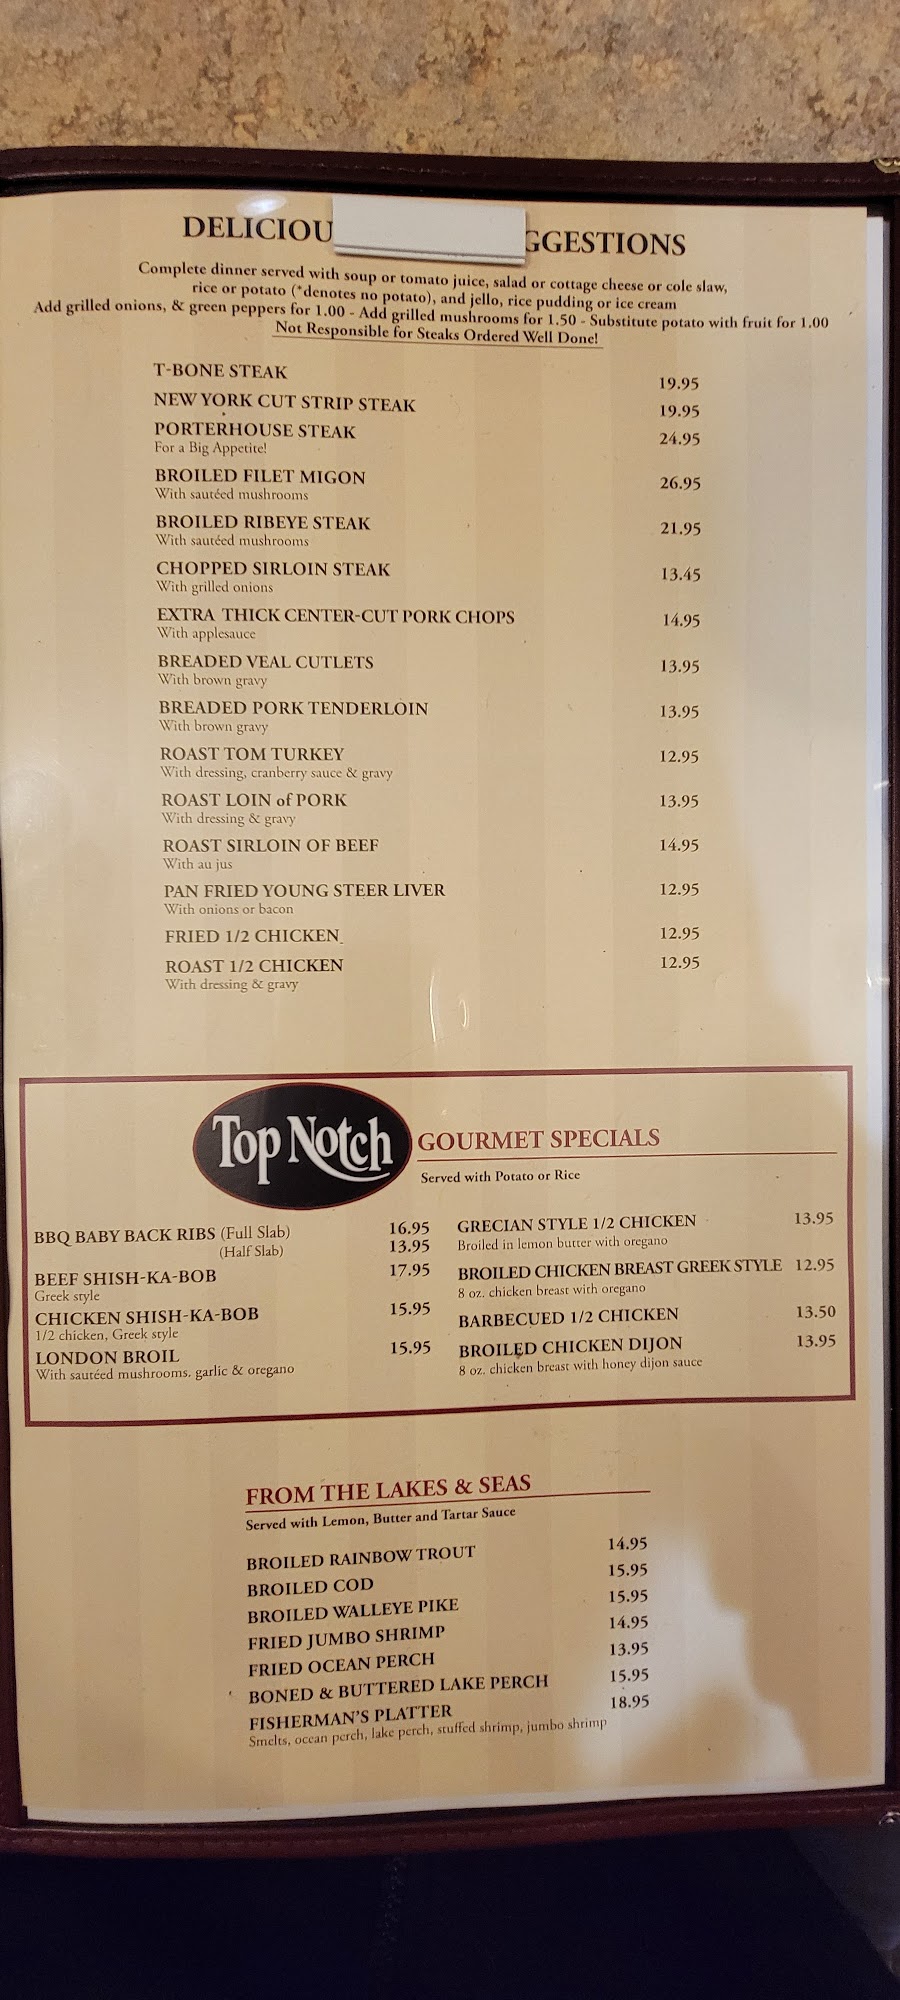 DELICIOU GGESTIONS
Complete dinner served with soup or tomato juice, salad or cottage cheese or cole slaw,
rice or potato (*denotes no potato), and jello, rice pudding or ice cream
Add grilled onions, & green peppers for 1.00 - Add grilled mushrooms for 1.50 - Substitute potato with fruit for 1.00
Not Responsible for Steaks Ordered Well Done!
T-BONE STEAK 19.95
NEW YORK CUT STRIP STEAK 19.95
PORTERHOUSE STEAK 24.95
For a Big Appetite!
BROILED FILET MIGON 26.95
With sautéed mushrooms
BROILED RIBEYE STEAK 21.95
With sautéed mushrooms
CHOPPED SIRLOIN STEAK 13.45
With grilled onions
EXTRA THICK CENTER-CUT PORK CHOPS 14.95
With applesauce
BREADED VEAL CUTLETS 13.95
With brown gravy
BREADED PORK TENDERLOIN 13.95
With brown gravy
ROAST TOM TURKEY 12.95
With dressing, cranberry sauce & gravy
ROAST LOIN of PORK 13.95
With dressing & gravy
ROAST SIRLOIN OF BEEF 14.95
With au jus
PAN FRIED YOUNG STEER LIVER 12.95
With onions or bacon
FRIED 1/2 CHICKEN 12.95
ROAST 1/2 CHICKEN 12.95
With dressing & gravy
Top Notch GOURMET SPECIALS
Served with Potato or Rice
BBQ BABY BACK RIBS (Full Slab) 16.95
(Half Slab) 13.95
BEEF SHISH-KA-BOB 17.95
Greek style
CHICKEN SHISH-KA-BOB 15.95
1/2 chicken, Greek style
LONDON BROIL 15.95
With sautéed mushrooms. garlic & oregano
GRECIAN STYLE 1/2 CHICKEN 13.95
Broiled in lemon butter with oregano
BROILED CHICKEN BREAST GREEK STYLE 12.95
8 oz. chicken breast with oregano
BARBECUED 1/2 CHICKEN 13.50
BROILED CHICKEN DIJON 13.95
8 oz. chicken breast with honey dijon sauce
FROM THE LAKES & SEAS
Served with Lemon, Butter and Tartar Sauce
BROILED RAINBOW TROUT 14.95
BROILED COD 15.95
BROILED WALLEYE PIKE 15.95
FRIED JUMBO SHRIMP 14.95
FRIED OCEAN PERCH 13.95
BONED & BUTTERED LAKE PERCH 15.95
FISHERMAN'S PLATTER 18.95
Smelts, ocean perch, lake perch, stuffed shrimp, jumbo shrimp